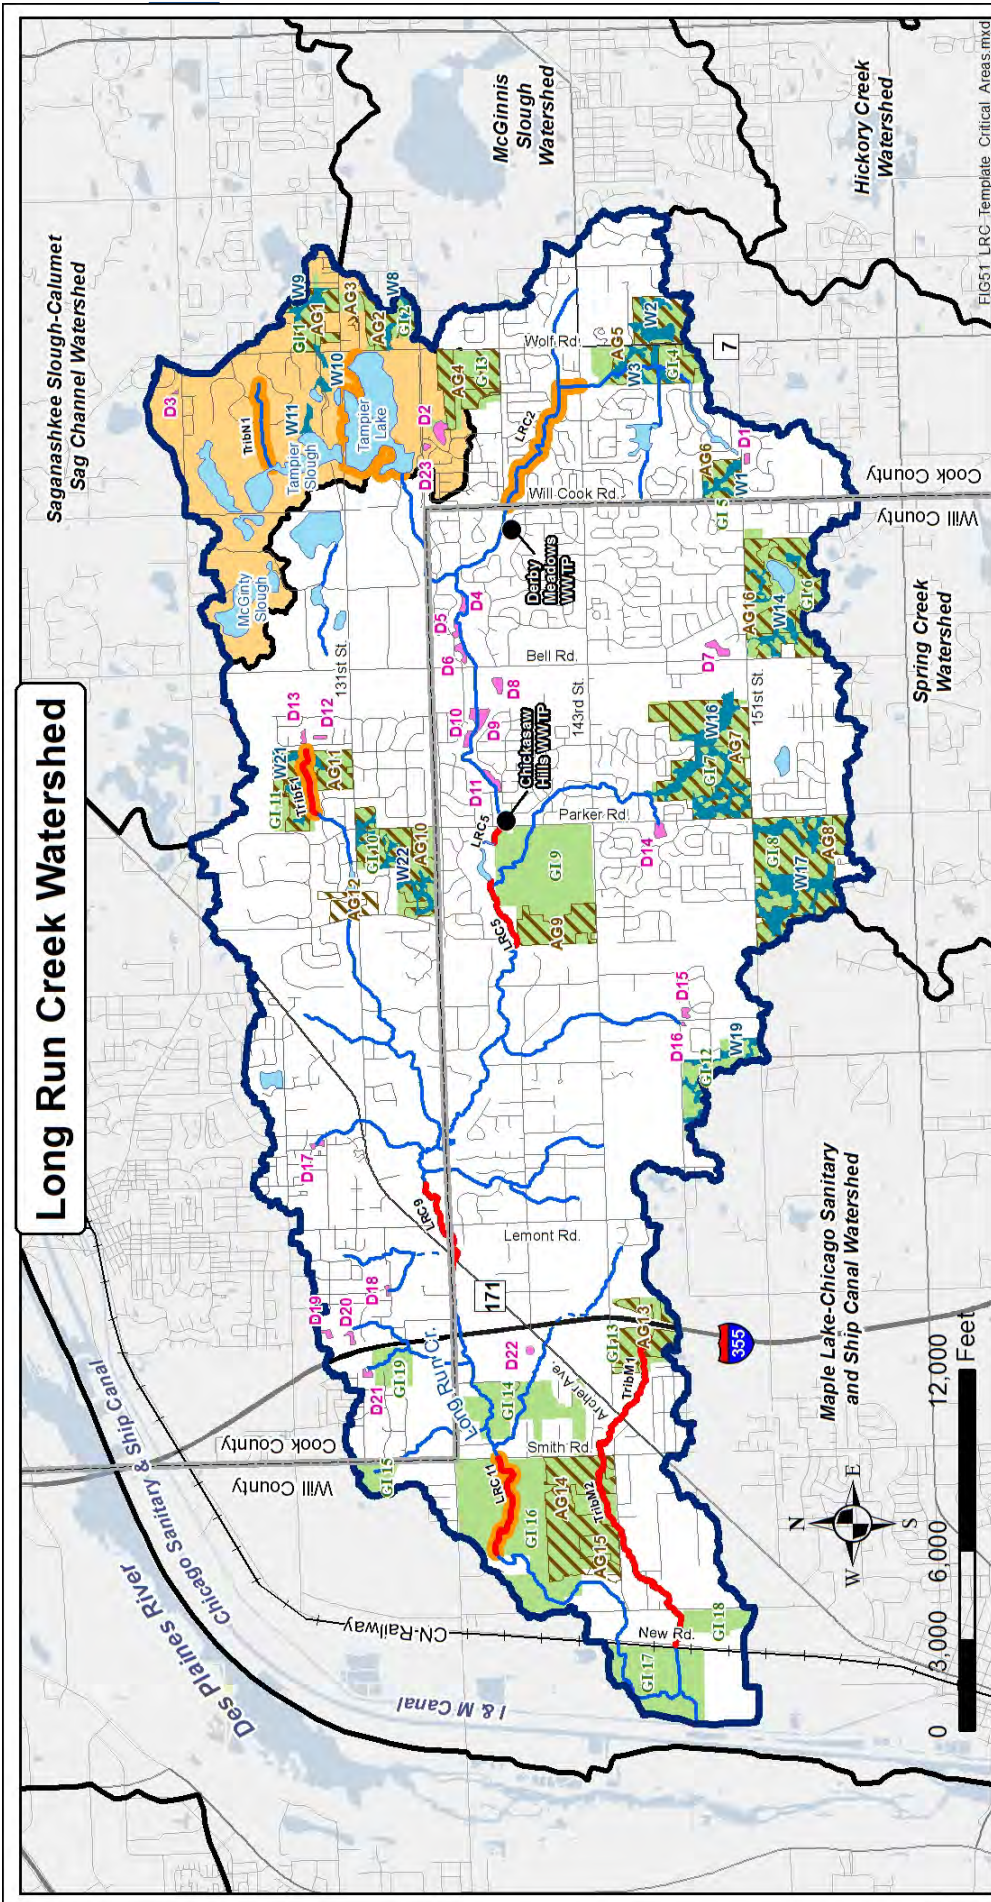 Long Run Creek Watershed
Saganashkee Slough-Calumet
Sag Channel Watershed
McGinnis
Slough
Watershed
Hickory Creek
Watershed
Spring Creek
Watershed
Maple Lake-Chicago Sanitary
and Ship Canal Watershed
Des Plaines River
Chicago Sanitary & Ship Canal
I & M Canal
CN-Railway
Cook County
Will County
Cook County
Will County
Long Run Cr.
McGinty
Slough
Tampier
Slough
Tampier
Lake
131st St.
143rd St.
151st St.
Wolf Rd.
Will Cook Rd.
Bell Rd.
Parker Rd.
Lemont Rd.
Archer Ave.
Smith Rd.
New Rd.
7
171
355
Derby
Meadows
WWTP
Chickasaw
Hills WWTP
TribN1
TribE1
TribM1
TribM2
LRC2
LRC5
LRC5
LRC9
LRC11
D1
D2
D3
D4
D5
D6
D7
D8
D9
D10
D11
D12
D13
D14
D15
D16
D17
D18
D19
D20
D21
D22
D23
W1
W2
W3
W8
W9
W10
W11
W14
W16
W17
W19
W21
W22
AG1
AG2
AG3
AG4
AG5
AG6
AG7
AG8
AG9
AG10
AG11
AG12
AG13
AG14
AG15
AG16
GI 1
GI 2
GI 3
GI 4
GI 5
GI 6
GI 7
GI 8
GI 9
GI 10
GI 11
GI 12
GI 13
GI 14
GI 15
GI 16
GI 17
GI 18
GI 19
N
E
S
W
0 3,000 6,000 12,000
Feet
FIG51_LRC_Template_Critical_Areas.mxd